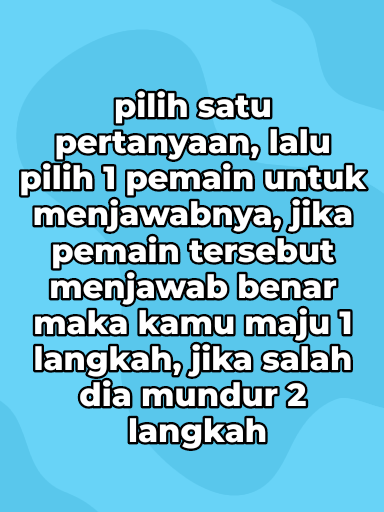 pilih satu
pertanyaan, lalu
pilih 1 pemain untuk
menjawabnya, jika
pemain tersebut
menjawab benar
maka kamu maju 1
langkah, jika salah
dia mundur 2
langkah